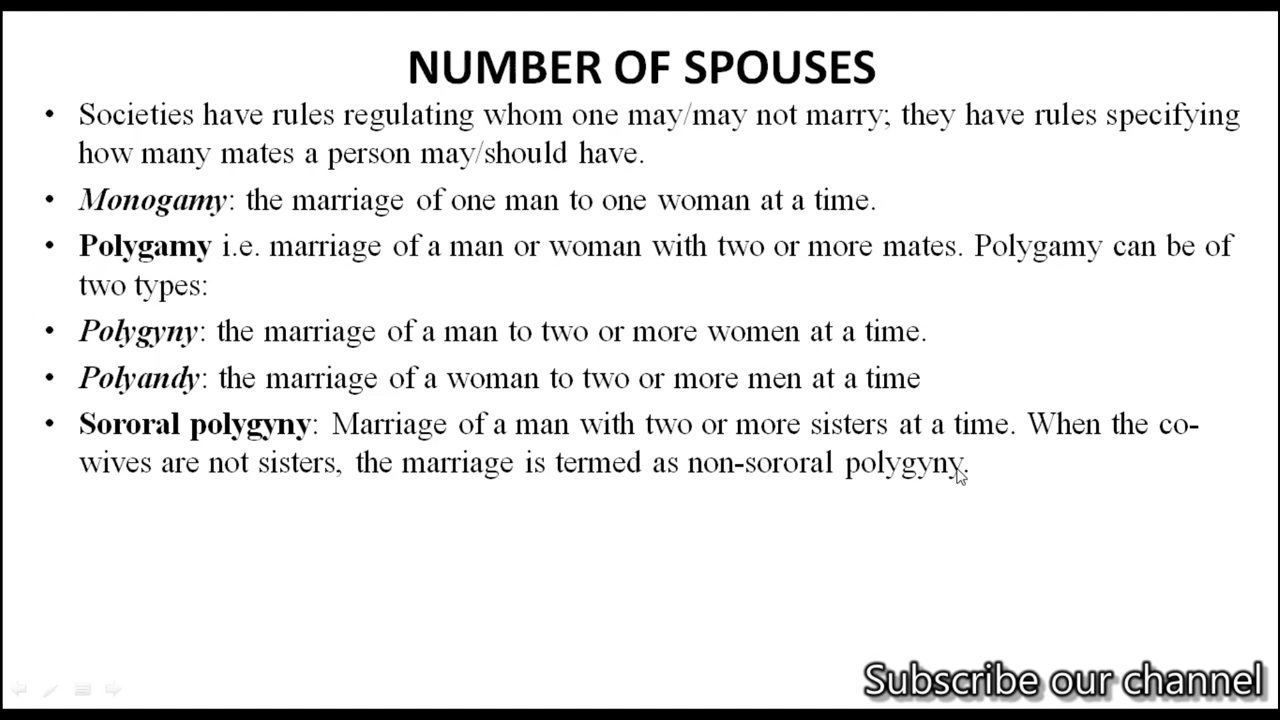 NUMBER OF SPOUSES
• Societies have rules regulating whom one may/may not marry; they have rules specifying
how many mates a person may/should have.
• Monogamy: the marriage of one man to one woman at a time.
• Polygamy i.e. marriage of a man or woman with two or more mates. Polygamy can be of
two types:
• Polygyny: the marriage of a man to two or more women at a time.
• Polyandy: the marriage of a woman to two or more men at a time
• Sororal polygyny: Marriage of a man with two or more sisters at a time. When the co-
wives are not sisters, the marriage is termed as non-sororal polygyny.
Subscribe our channel